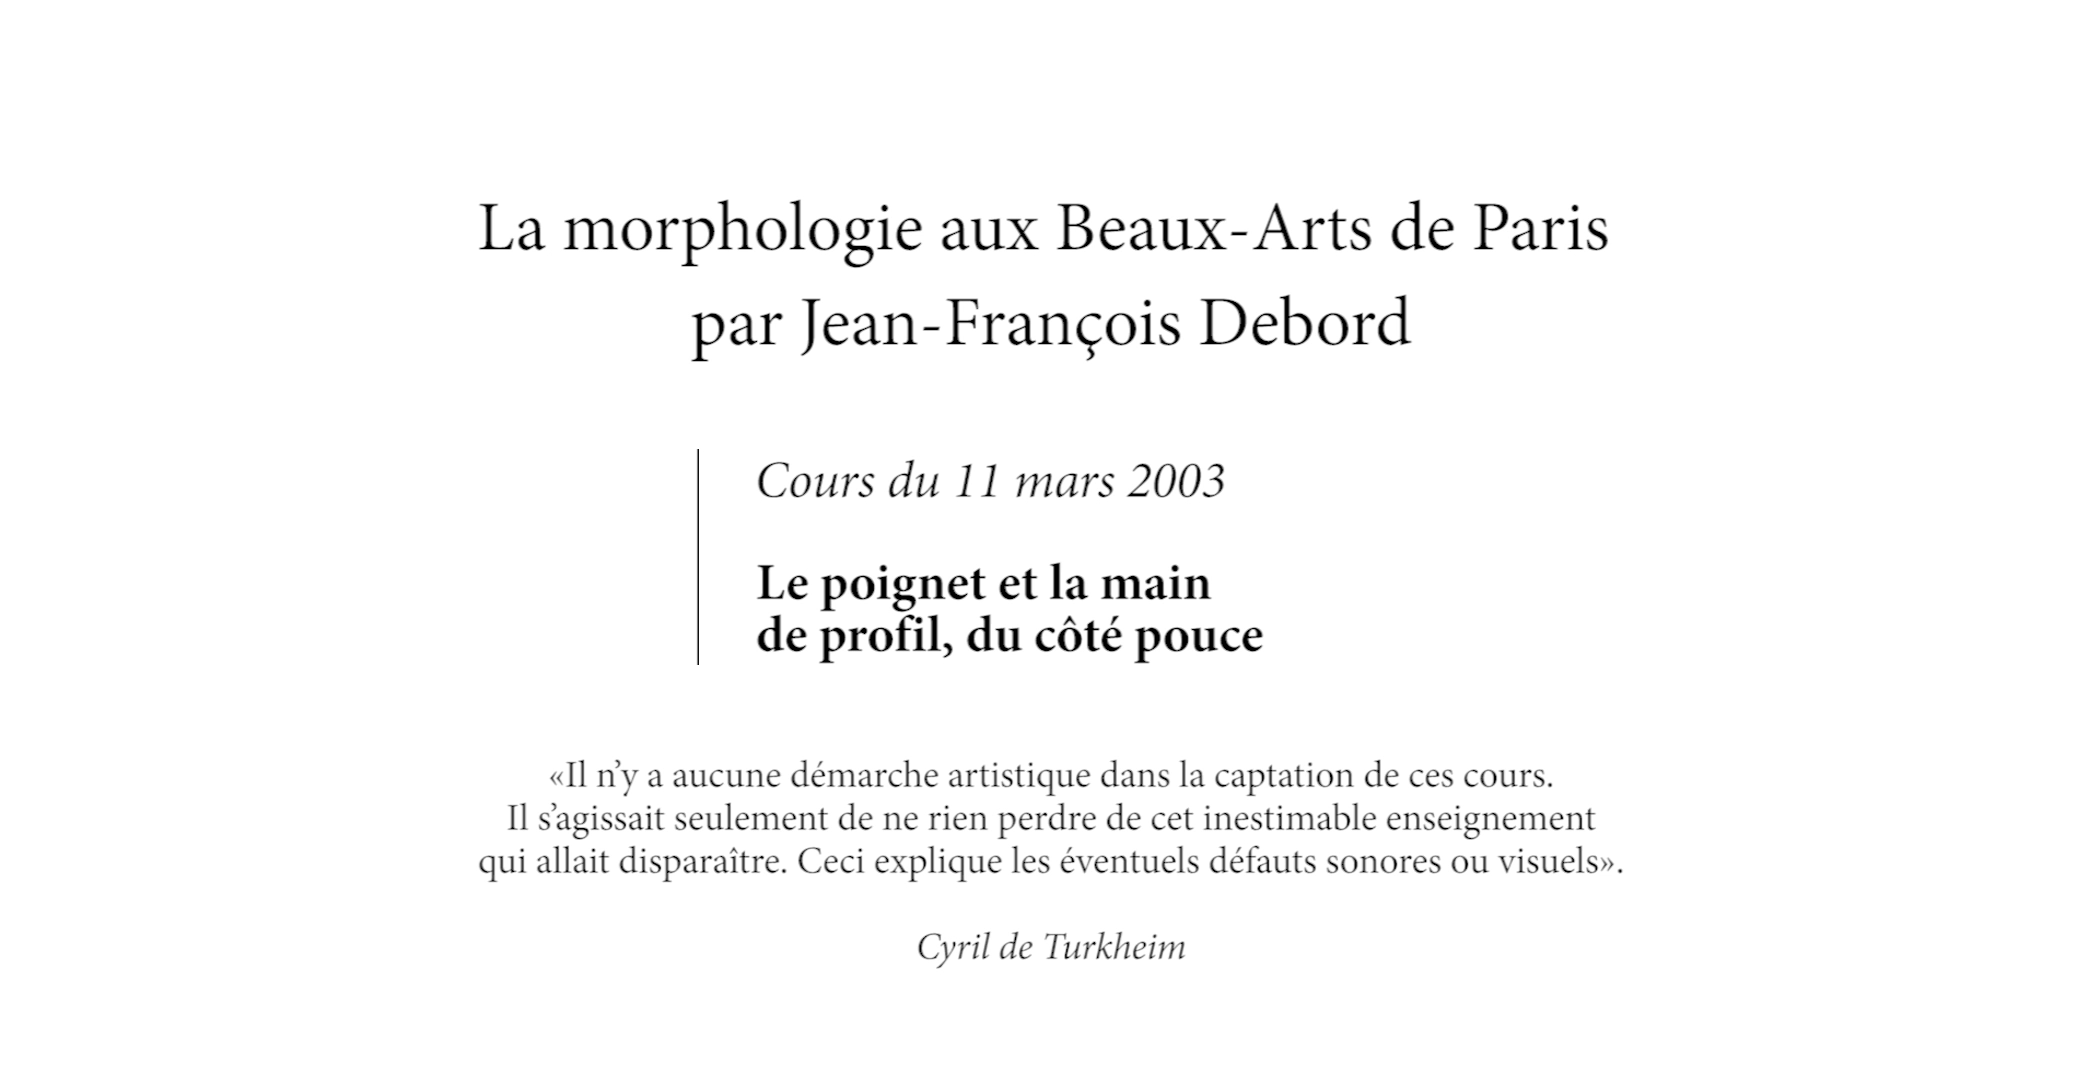 La morphologie aux Beaux-Arts de Paris
par Jean-François Debord
Cours du 11 mars 2003
Le poignet et la main
de profil, du côté pouce
«Il n’y a aucune démarche artistique dans la captation de ces cours.
Il s’agissait seulement de ne rien perdre de cet inestimable enseignement
qui allait disparaître. Ceci explique les éventuels défauts sonores ou visuels».
Cyril de Turkheim